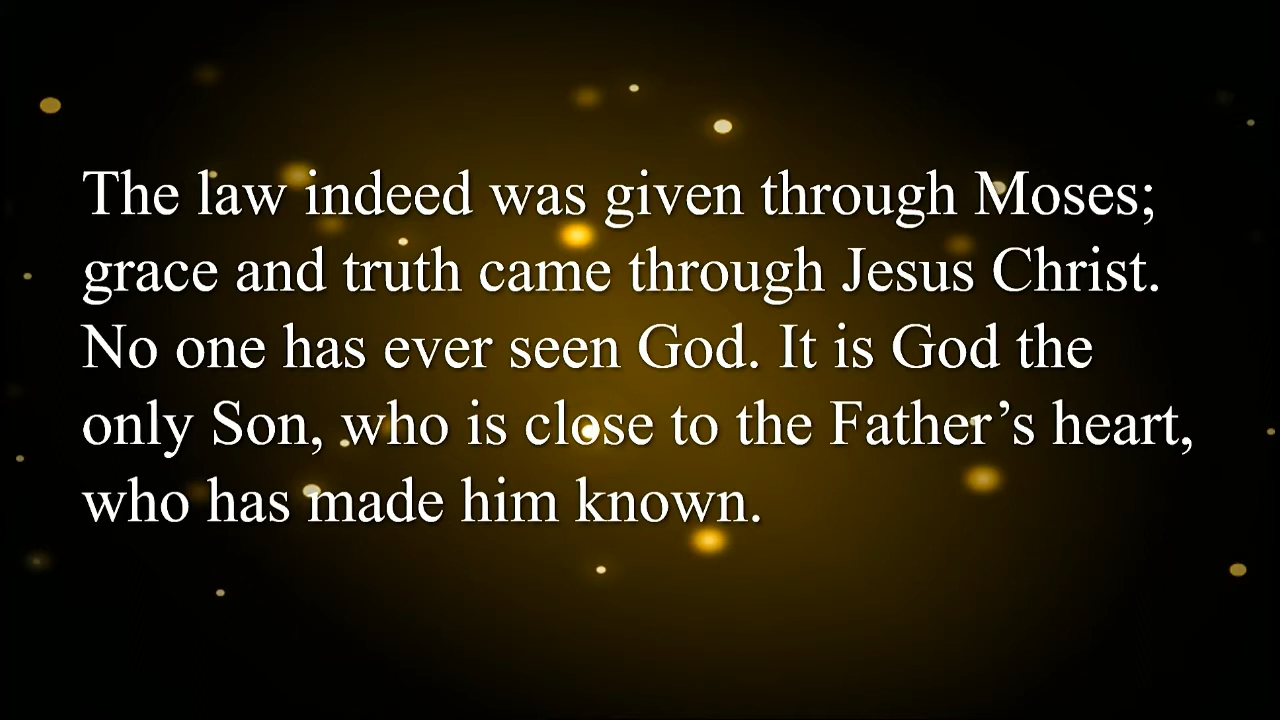 The law indeed was given through Moses;
grace and truth came through Jesus Christ.
No one has ever seen God. It is God the
only Son, who is close to the Father’s heart,
who has made him known.